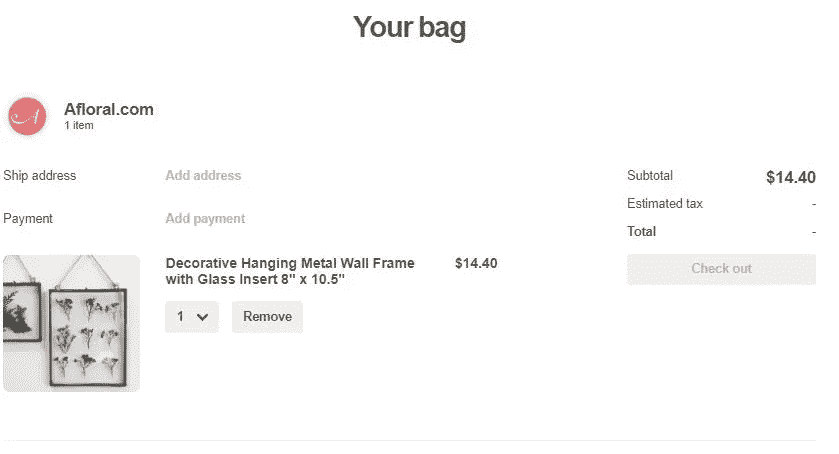 Your bag
Afloral.com
1 item
Ship address
Add address
Payment
Add payment
Decorative Hanging Metal Wall Frame
with Glass Insert 8" x 10.5"
$14.40
1
Remove
Subtotal
$14.40
Estimated tax
-
Total
-
Check out